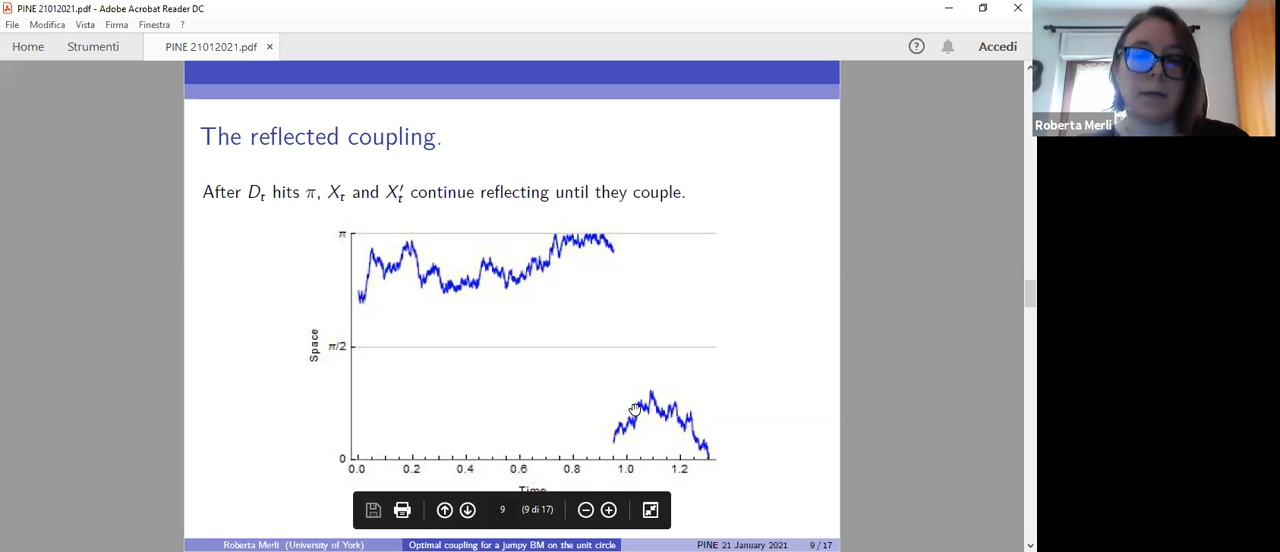 PINE 21012021.pdf - Adobe Acrobat Reader DC
File Modifica Vista Firma Finestra ?
Home Strumenti PINE 21012021.pdf × Accedi
Roberta Merli
The reflected coupling.
After Dₜ hits π, Xₜ and X′ₜ continue reflecting until they couple.
π
π/2
0
Space
0.0 0.2 0.4 0.6 0.8 1.0 1.2
Time
9 (9 di 17)
Roberta Merli (University of York) Optimal coupling for a jumpy BM on the unit circle PINE 21 January 2021 9 / 17